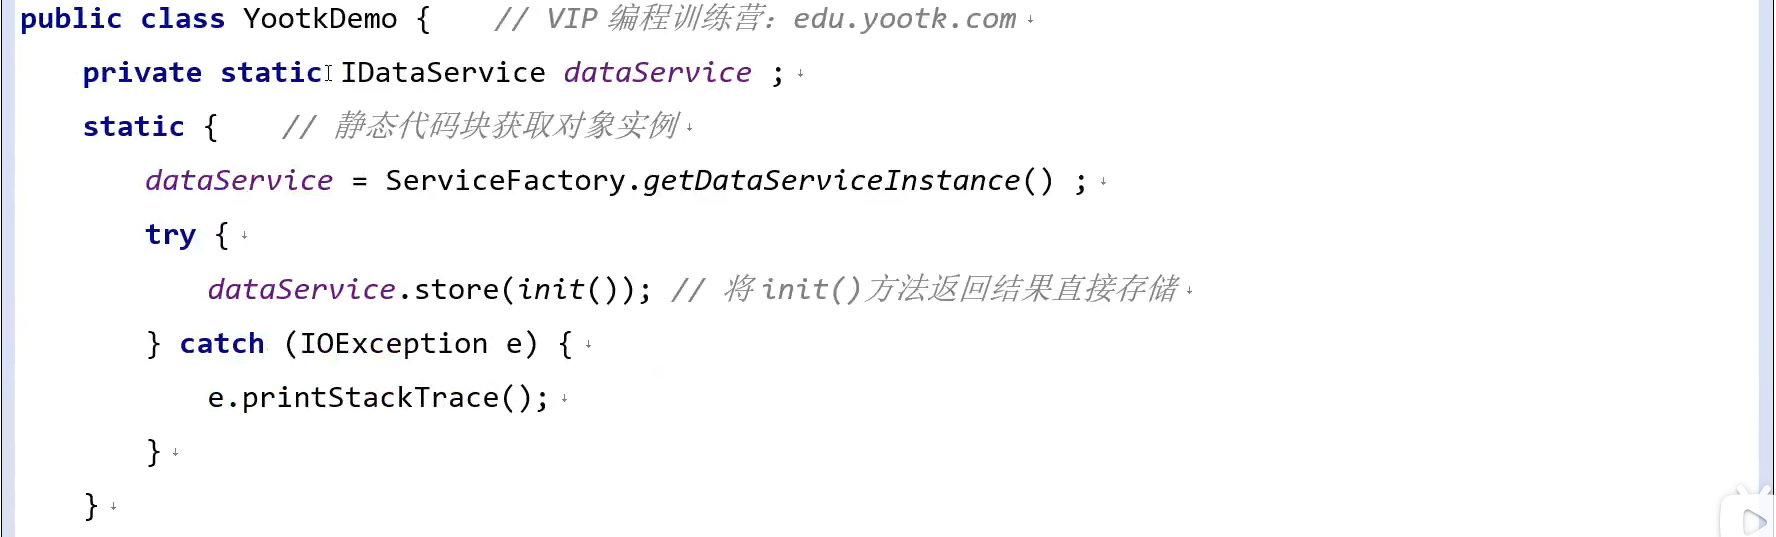 public class YootkDemo {    // VIP 编程训练营：edu.yootk.com
private static IDataService dataService ;
static {    // 静态代码块获取对象实例
dataService = ServiceFactory.getDataServiceInstance() ;
try {
dataService.store(init()); // 将 init()方法返回结果直接存储
} catch (IOException e) {
e.printStackTrace();
}
}